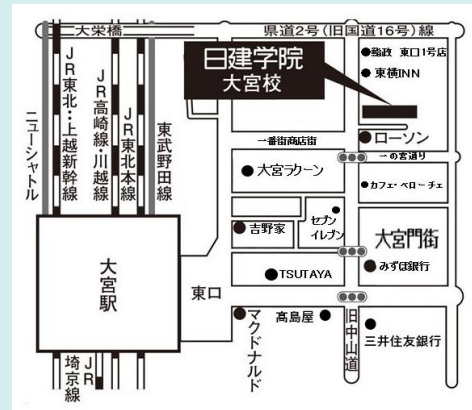 大栄橋
県道2号(旧国道16号)線
日建学院
大宮校
●鮨政 東口1号店
●東横INN
ローソン
ニューシャトル
JR東北・上越新幹線
JR高崎線・川越線
JR東北本線
東武野田線
一番街商店街
一の宮通り
大宮ラクーン
カフェ・ベローチェ
吉野家
セブン
イレブン
大宮門街
みずほ銀行
大宮駅
東口
TSUTAYA
マクドナルド
高島屋
旧中山道
三井住友銀行
JR
埼京線